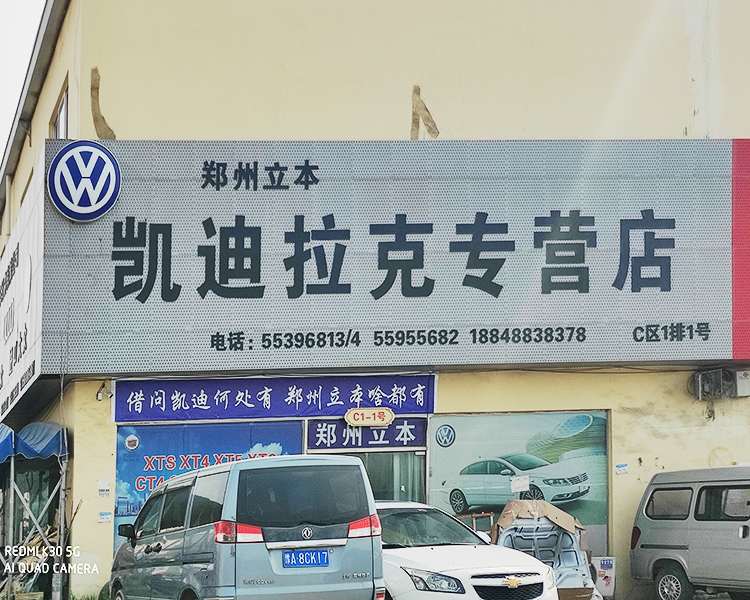 郑州立本
凯迪拉克专营店
电话：55396813/4 55955682 18848838378 C区1排1号
借问凯迪何处有 郑州立本啥都有
C1-1号
郑州立本
XTS XT4 XT5
CT4
豫A 8CK17
REDMI K30 5G
AI QUAD CAMERA